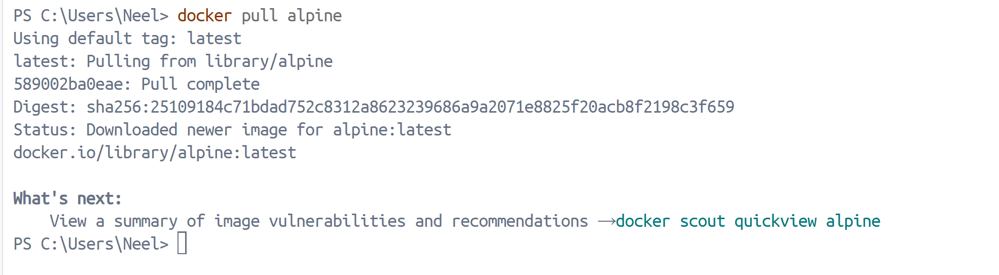 PS C:\Users\Neel> docker pull alpine
Using default tag: latest
latest: Pulling from library/alpine
589002ba0eae: Pull complete
Digest: sha256:25109184c71bdad752c8312a8623239686a9a2071e8825f20acb8f2198c3f659
Status: Downloaded newer image for alpine:latest
docker.io/library/alpine:latest
What's next:
    View a summary of image vulnerabilities and recommendations → docker scout quickview alpine
PS C:\Users\Neel>